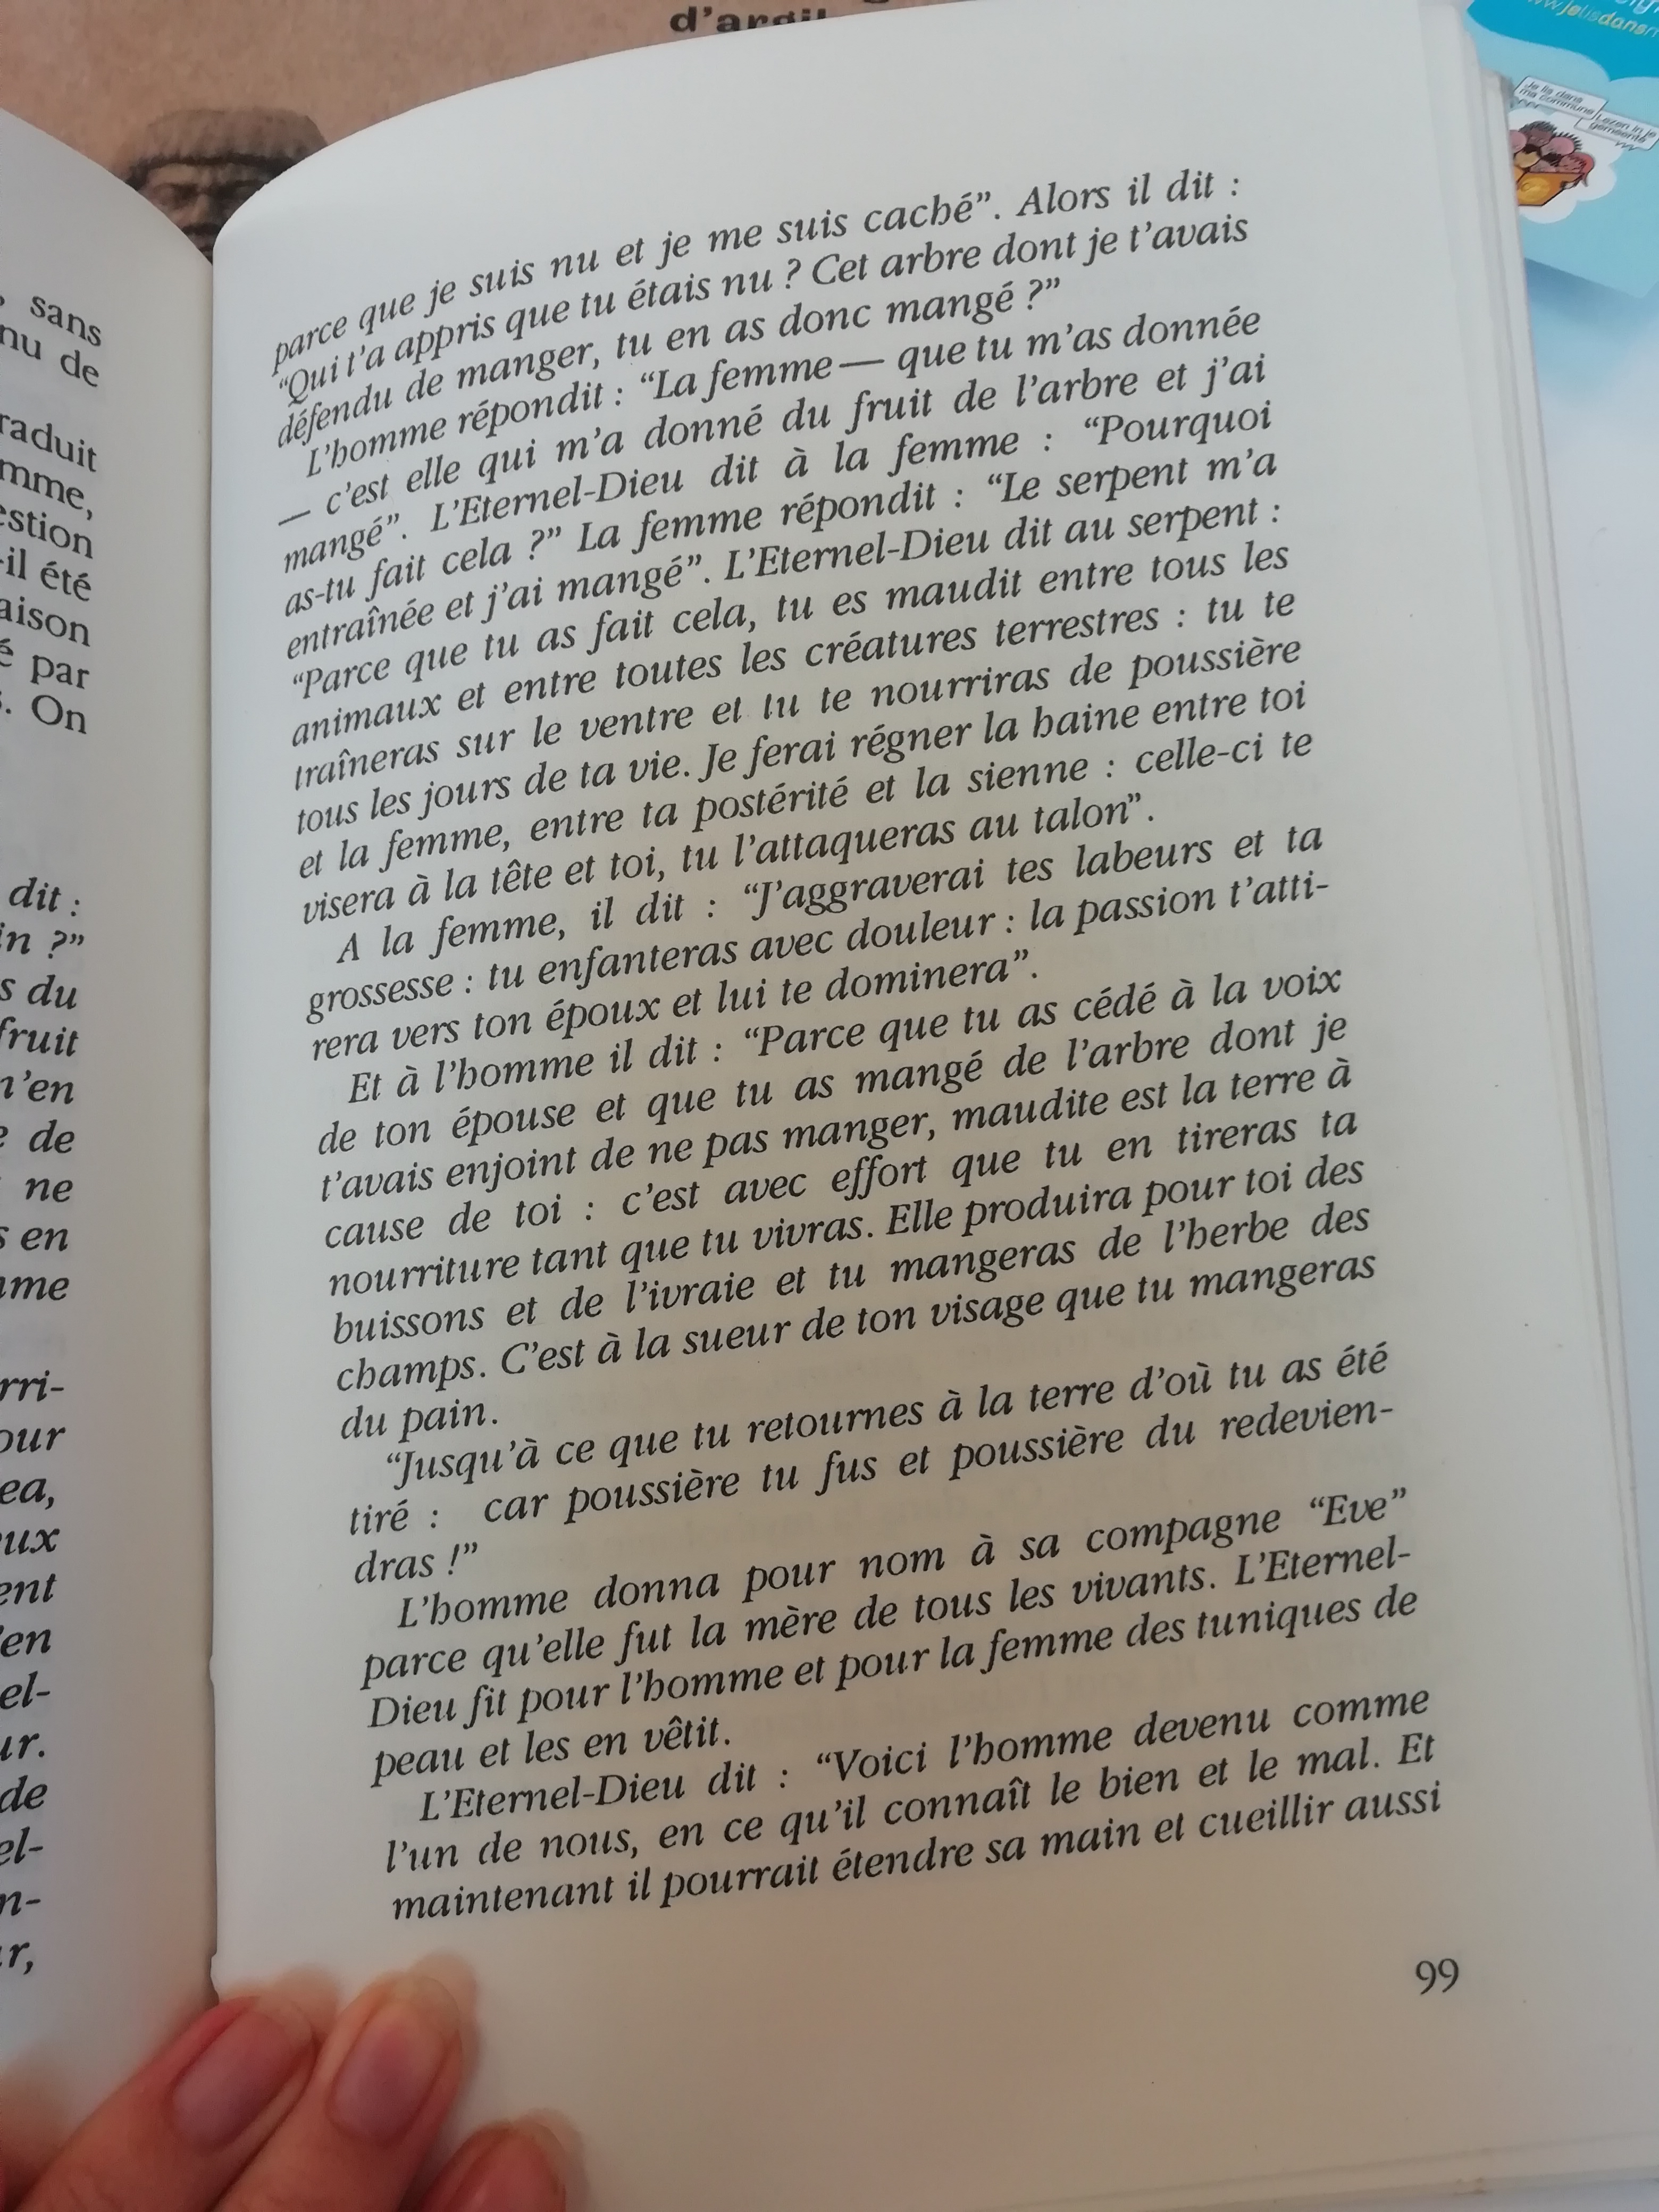 d'argil
sans
nu de
raduit
mme,
estion
-il été
aison
é par
. On
dit :
in ?”
s du
fruit
n'en
e de
ne
s en
me
rri-
our
ea,
eux
ent
'en
el-
ur.
de
el-
n-
r,
parce que je suis nu et je me suis caché”. Alors il dit :
“Qui t'a appris que tu étais nu ? Cet arbre dont je t'avais
défendu de manger, tu en as donc mangé ?”
L'homme répondit : “La femme — que tu m'as donnée
— c'est elle qui m'a donné du fruit de l'arbre et j'ai
mangé”. L'Eternel-Dieu dit à la femme : “Pourquoi
as-tu fait cela ?” La femme répondit : “Le serpent m'a
entraînée et j'ai mangé”. L'Eternel-Dieu dit au serpent :
“Parce que tu as fait cela, tu es maudit entre tous les
animaux et entre toutes les créatures terrestres : tu te
traîneras sur le ventre et tu te nourriras de poussière
tous les jours de ta vie. Je ferai régner la haine entre toi
et la femme, entre ta postérité et la sienne : celle-ci te
visera à la tête et toi, tu l'attaqueras au talon”.
A la femme, il dit : “J'aggraverai tes labeurs et ta
grossesse : tu enfanteras avec douleur : la passion t'atti-
rera vers ton époux et lui te dominera”.
Et à l'homme il dit : “Parce que tu as cédé à la voix
de ton épouse et que tu as mangé de l'arbre dont je
t'avais enjoint de ne pas manger, maudite est la terre à
cause de toi : c'est avec effort que tu en tireras ta
nourriture tant que tu vivras. Elle produira pour toi des
buissons et de l'ivraie et tu mangeras de l'herbe des
champs. C'est à la sueur de ton visage que tu mangeras
du pain.
“Jusqu'à ce que tu retournes à la terre d'où tu as été
tiré : car poussière tu fus et poussière du redevien-
dras !”
L'homme donna pour nom à sa compagne “Eve”
parce qu'elle fut la mère de tous les vivants. L'Eternel-
Dieu fit pour l'homme et pour la femme des tuniques de
peau et les en vêtit.
L'Eternel-Dieu dit : “Voici l'homme devenu comme
l'un de nous, en ce qu'il connaît le bien et le mal. Et
maintenant il pourrait étendre sa main et cueillir aussi
99
Je lis dans
ma commune
Lezen in je
gemeente